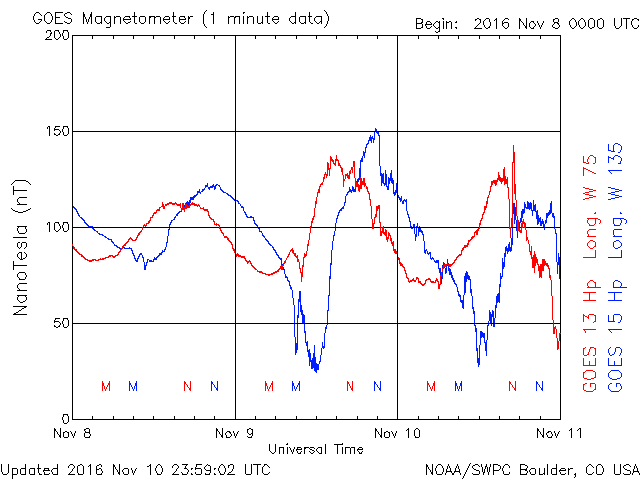 GOES Magnetometer (1 minute data)
Begin: 2016 Nov 8 0000 UTC
200
150
100
50
0
NanoTesla (nT)
M M N N M M N N M M N N
Nov 8 Nov 9 Nov 10 Nov 11
Universal Time
GOES 13 Hp Long. W 75
GOES 15 Hp Long. W 135
Updated 2016 Nov 10 23:59:02 UTC
NOAA/SWPC Boulder, CO USA